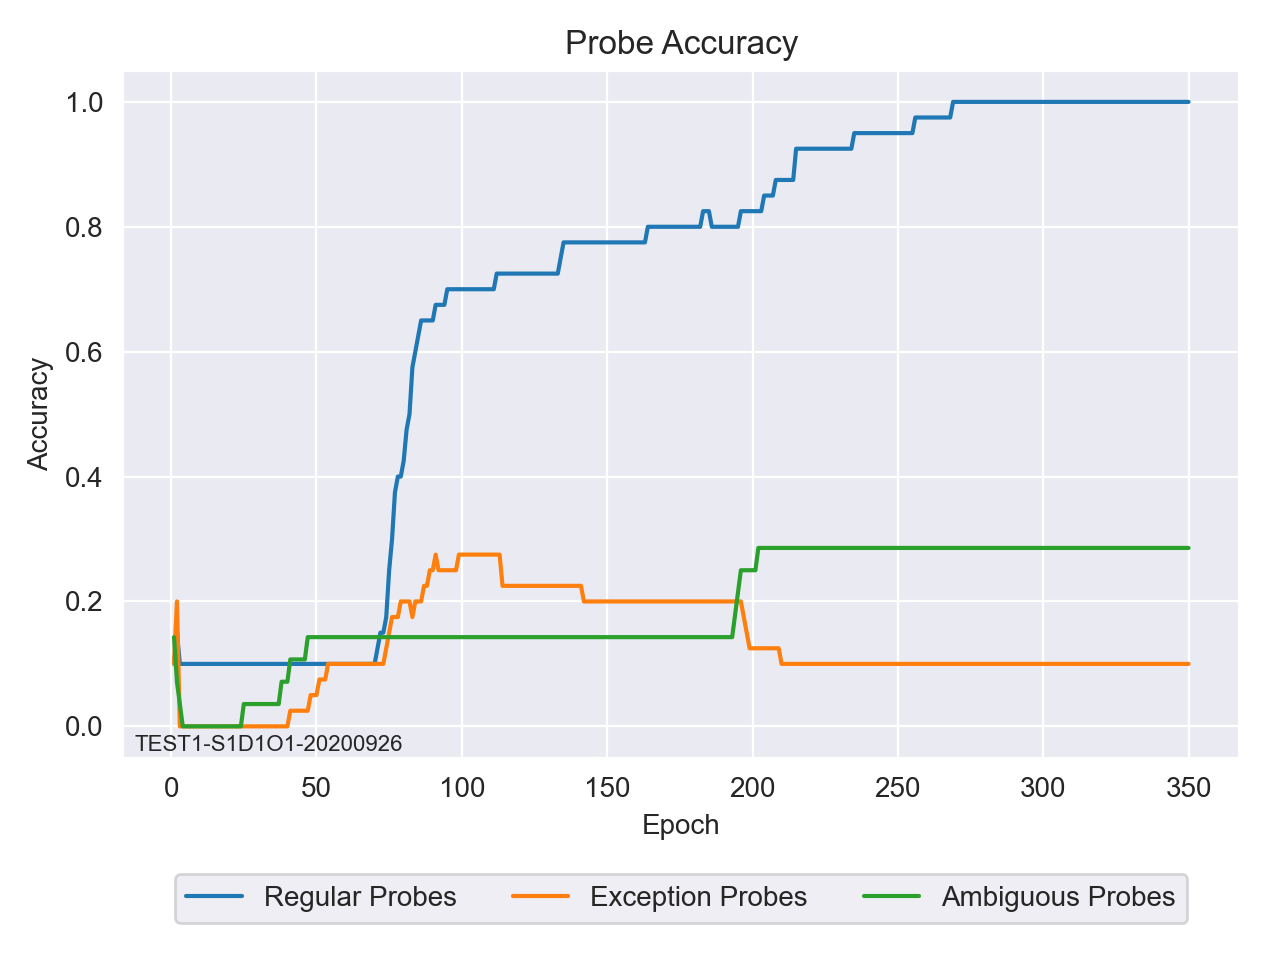 Probe Accuracy
1.0
0.8
0.6
0.4
0.2
0.0
Accuracy
TEST1-S1D1O1-20200926
0 50 100 150 200 250 300 350
Epoch
Regular Probes Exception Probes Ambiguous Probes